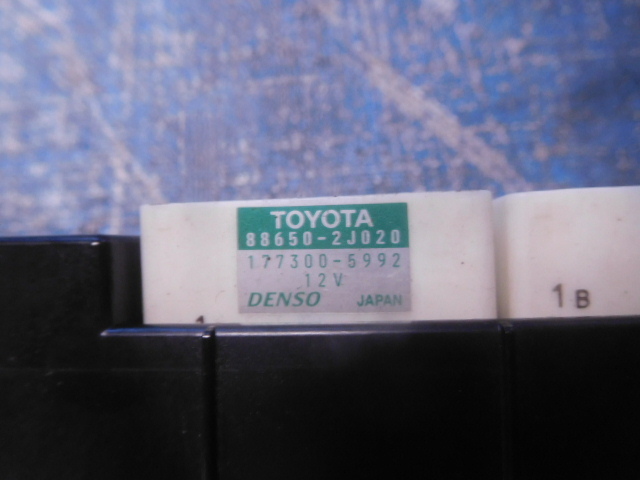 TOYOTA
88650-2J020
177300-5992
12V
DENSO JAPAN
1B